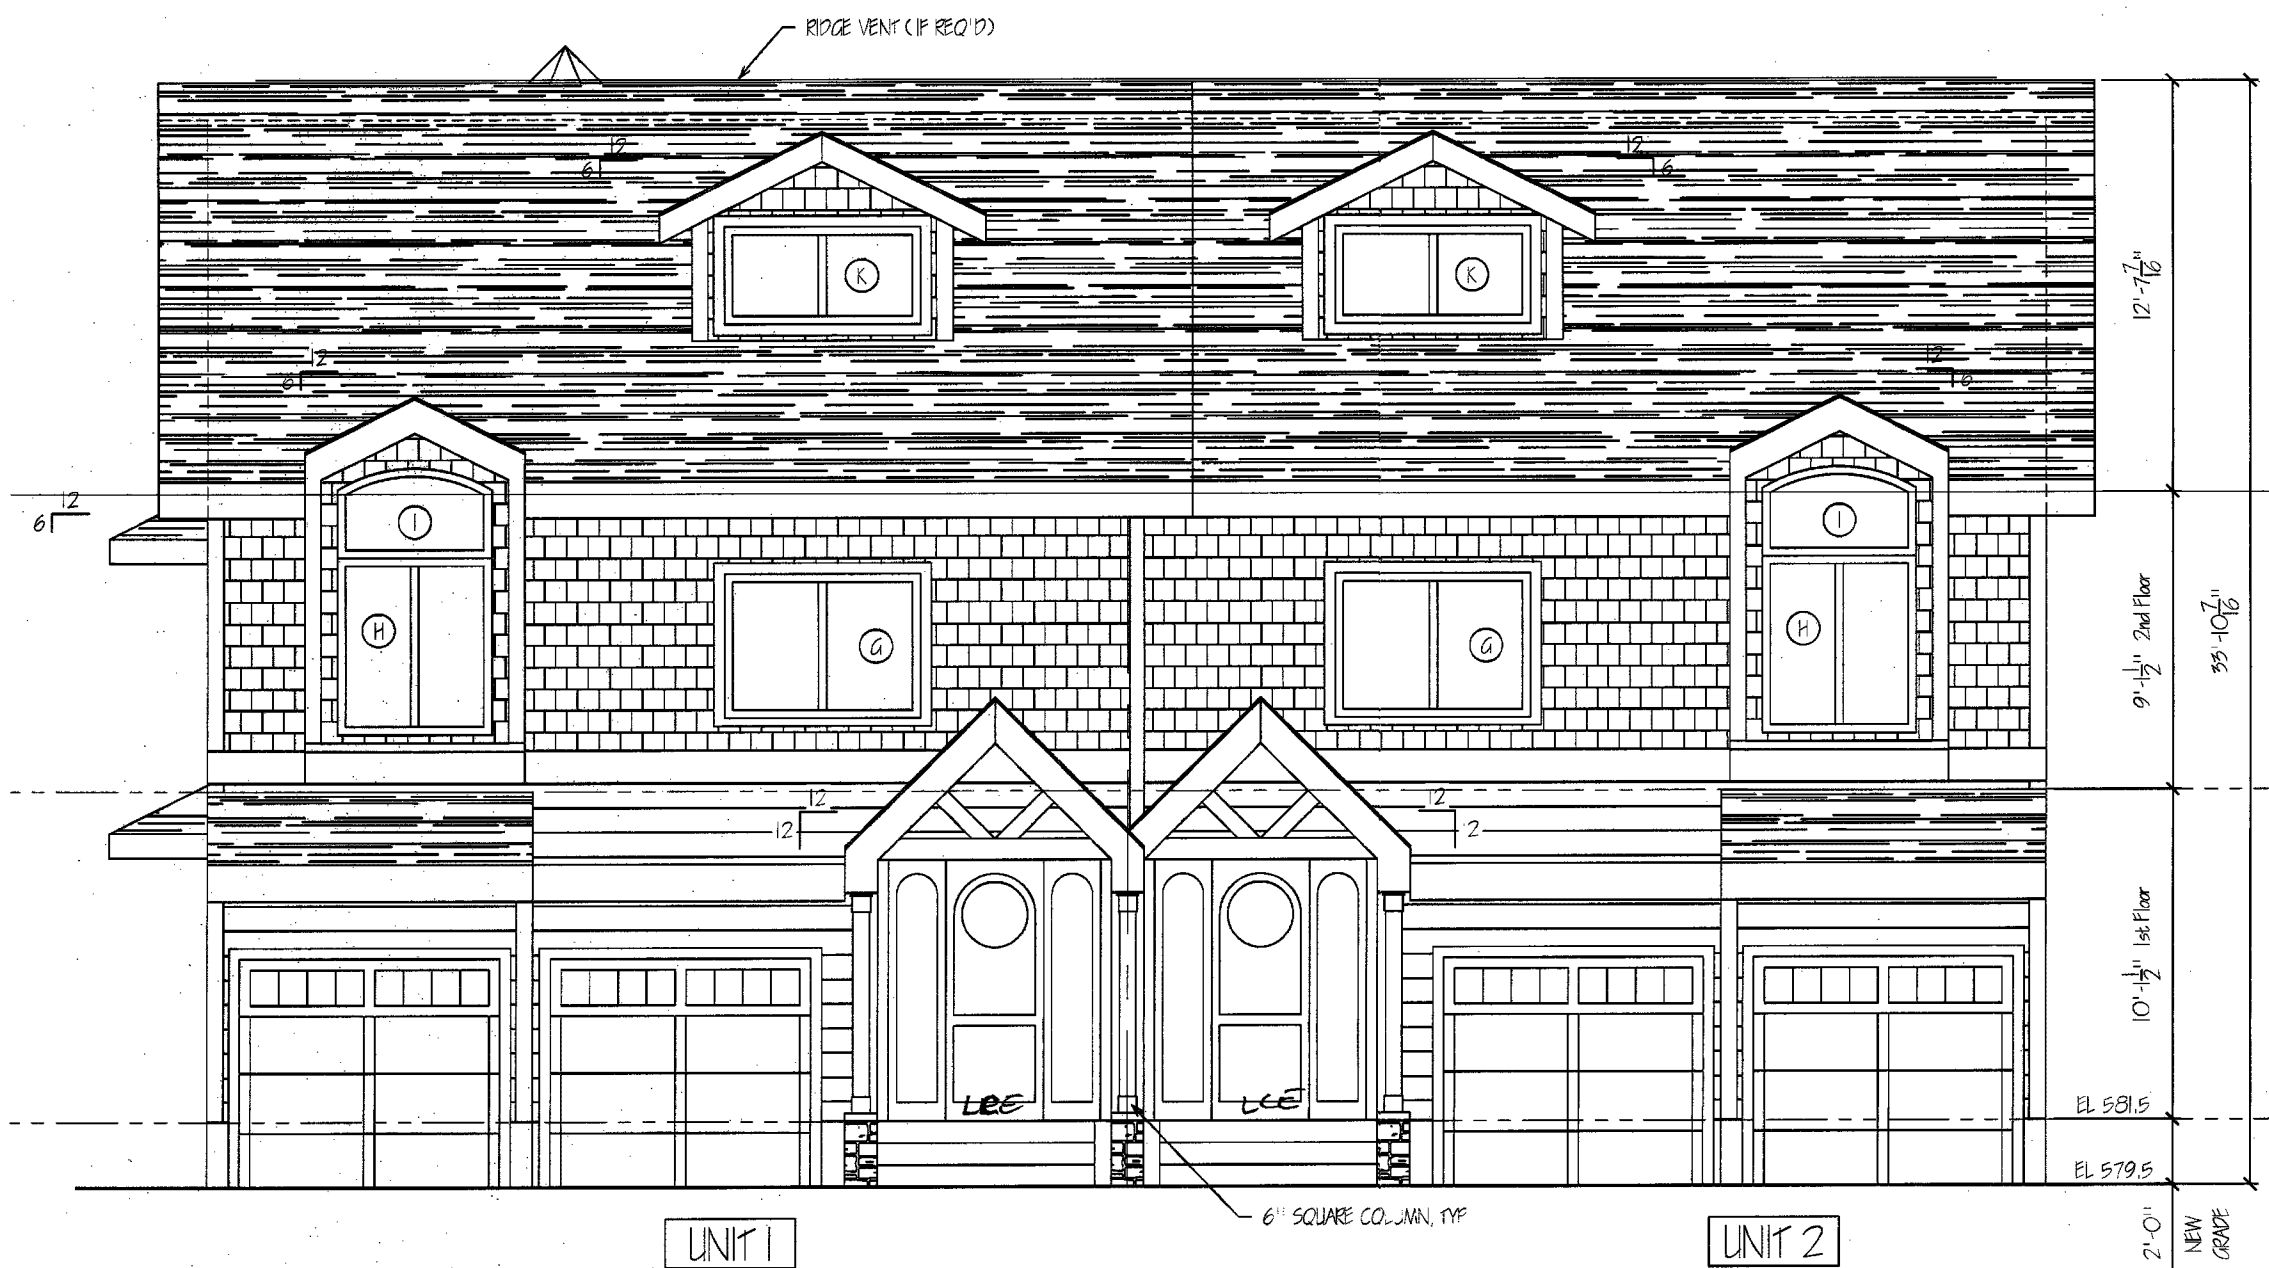 RIDGE VENT (IF REQ'D)
12
6
12
6
K
K
12'-7 7/16"
12
6
12
6
12
6
I
I
H
G
G
H
9'-1 1/2" 2nd Floor
33'-10 7/16"
12
12
12
12
10'-1 1/2" 1st Floor
EL 581.5
EL 579.5
6" SQUARE COLUMN, TYP
UNIT 1
UNIT 2
2'-0"
NEW
GRADE